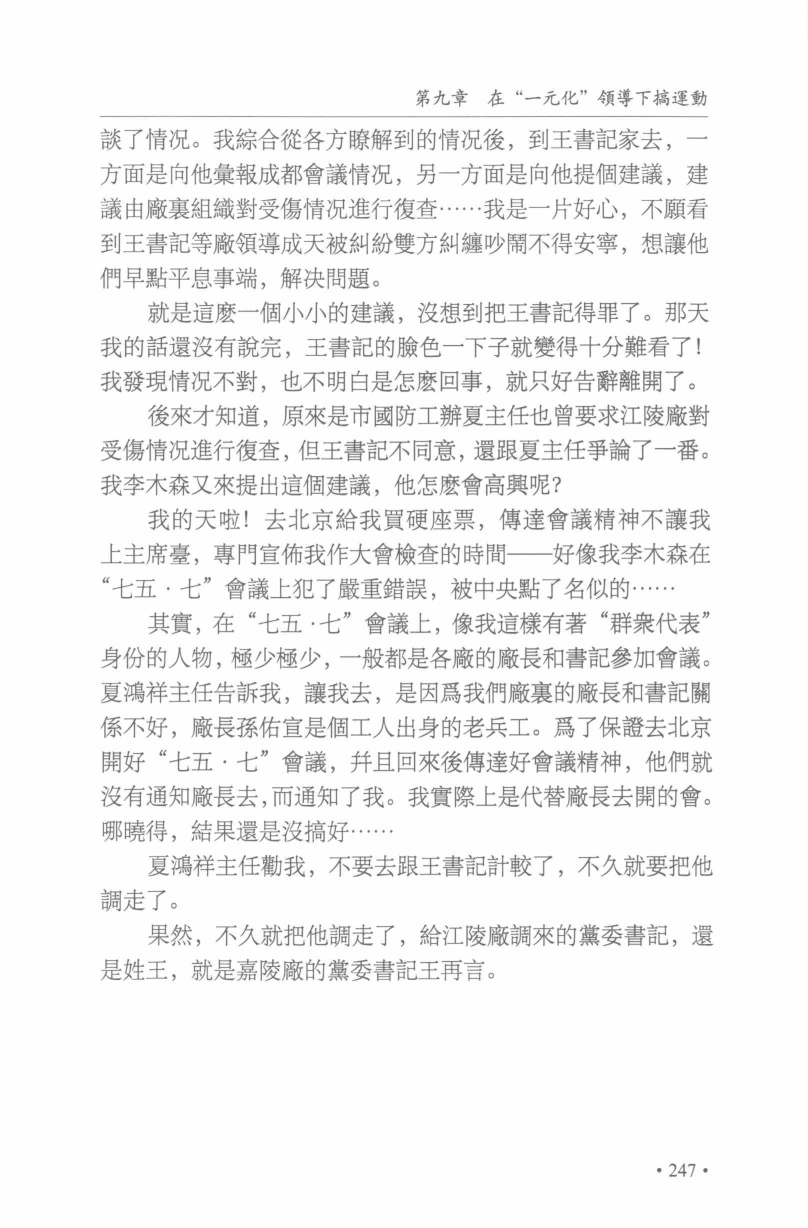 第九章　在“一元化”領導下搞運動
談了情况。我綜合從各方瞭解到的情况後，到王書記家去，一
方面是向他彙報成都會議情况，另一方面是向他提個建議，建
議由廠裏組織對受傷情况進行復查……我是一片好心，不願看
到王書記等廠領導成天被糾紛雙方糾纏吵鬧不得安寧，想讓他
們早點平息事端，解决問題。
就是這麼一個小小的建議，沒想到把王書記得罪了。那天
我的話還沒有說完，王書記的臉色一下子就變得十分難看了！
我發現情况不對，也不明白是怎麼回事，就只好告辭離開了。
後來才知道，原來是市國防工辦夏主任也曾要求江陵廠對
受傷情况進行復查，但王書記不同意，還跟夏主任爭論了一番。
我李木森又來提出這個建議，他怎麼會高興呢？
我的天啦！去北京給我買硬座票，傳達會議精神不讓我
上主席臺，專門宣佈我作大會檢查的時間——好像我李木森在
“七五·七”會議上犯了嚴重錯誤，被中央點了名似的……
其實，在“七五·七”會議上，像我這樣有著“群衆代表”
身份的人物，極少極少，一般都是各廠的廠長和書記參加會議。
夏鴻祥主任告訴我，讓我去，是因爲我們廠裏的廠長和書記關
係不好，廠長孫佑宣是個工人出身的老兵工。爲了保證去北京
開好“七五·七”會議，幷且回來後傳達好會議精神，他們就
沒有通知廠長去，而通知了我。我實際上是代替廠長去開的會。
哪曉得，結果還是沒搞好……
夏鴻祥主任勸我，不要去跟王書記計較了，不久就要把他
調走了。
果然，不久就把他調走了，給江陵廠調來的黨委書記，還
是姓王，就是嘉陵廠的黨委書記王再言。
·247·